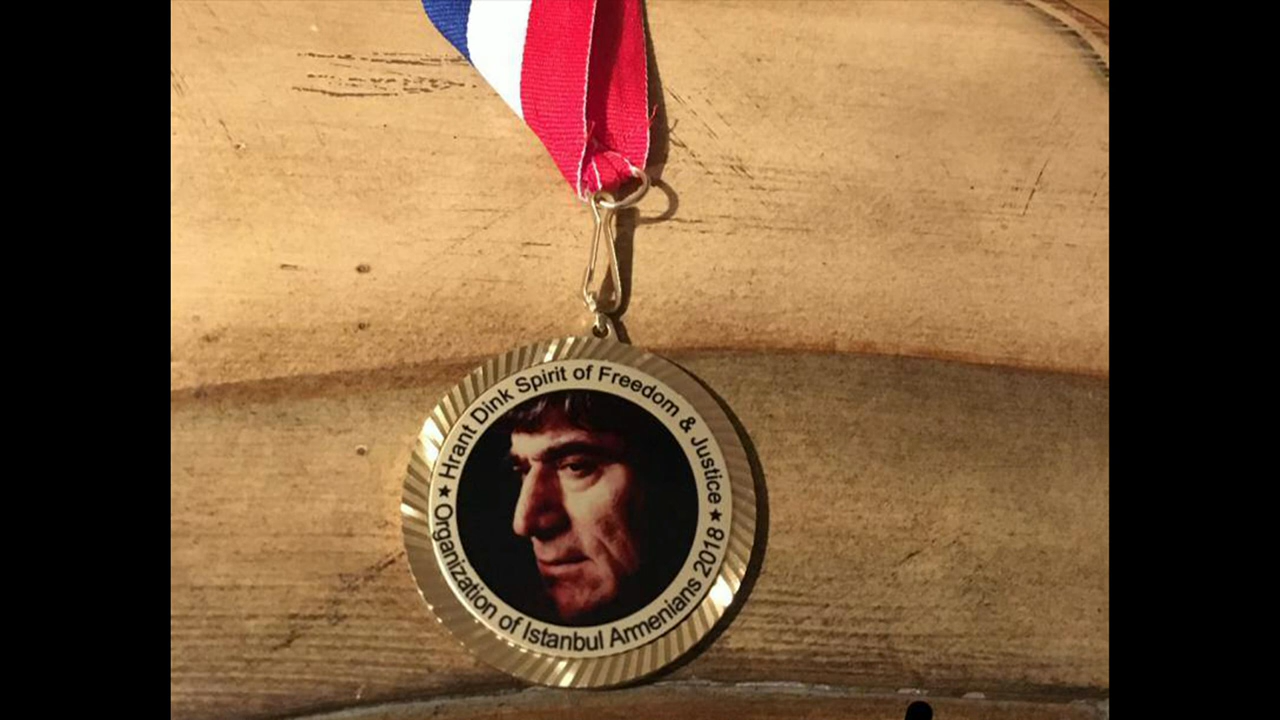 ★ Hrant Dink Spirit of Freedom & Justice ★
Organization of Istanbul Armenians 2018